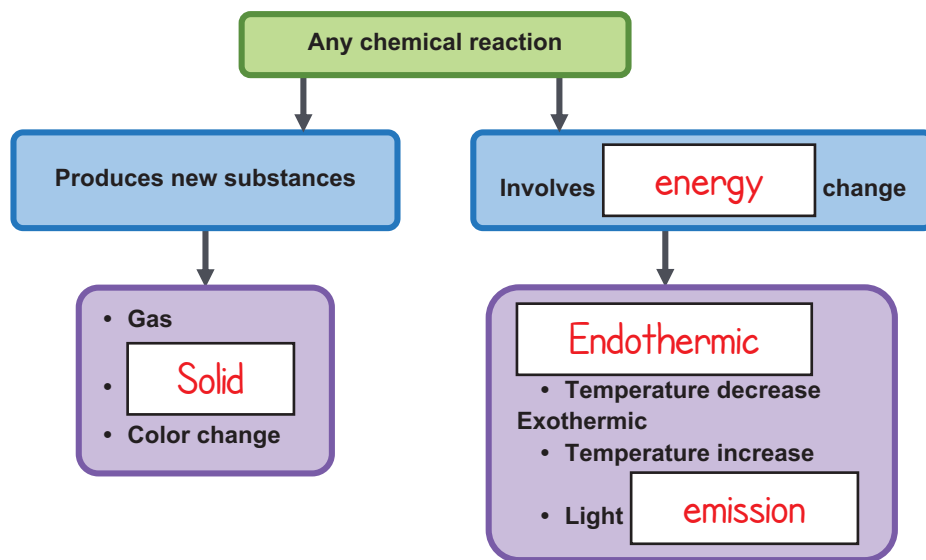 Any chemical reaction
Produces new substances
Involves energy change
• Gas
• Solid
• Color change
Endothermic
• Temperature decrease
Exothermic
• Temperature increase
• Light emission